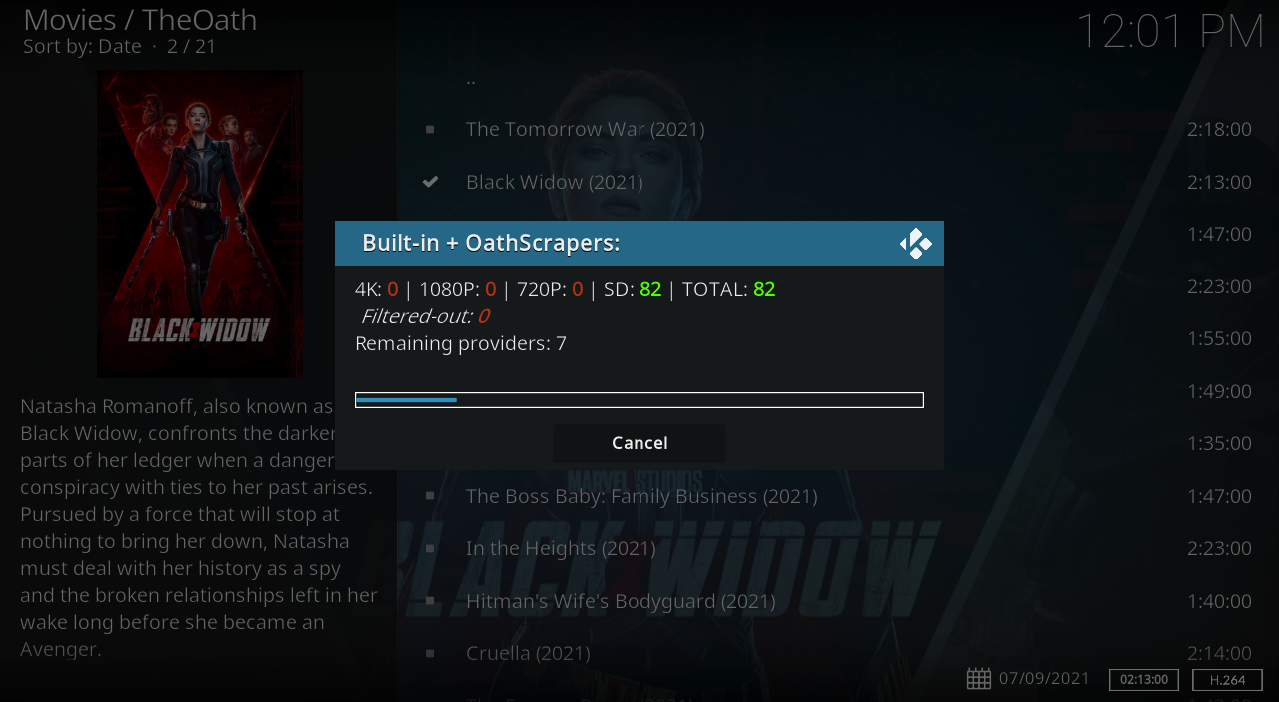 Movies / TheOath
Sort by: Date · 2 / 21
12:01 PM
..
The Tomorrow War (2021) 2:18:00
Black Widow (2021) 2:13:00
1:47:00
2:23:00
1:55:00
1:49:00
1:35:00
Built-in + OathScrapers:
4K: 0 | 1080P: 0 | 720P: 0 | SD: 82 | TOTAL: 82
Filtered-out: 0
Remaining providers: 7
Cancel
BLACK WIDOW
Natasha Romanoff, also known as
Black Widow, confronts the darker
parts of her ledger when a danger
conspiracy with ties to her past arises.
Pursued by a force that will stop at
nothing to bring her down, Natasha
must deal with her history as a spy
and the broken relationships left in her
wake long before she became an
Avenger.
MARVEL STUDIOS
BLACK WIDOW
The Boss Baby: Family Business (2021) 1:47:00
In the Heights (2021) 2:23:00
Hitman's Wife's Bodyguard (2021) 1:40:00
Cruella (2021) 2:14:00
07/09/2021 02:13:00 H.264